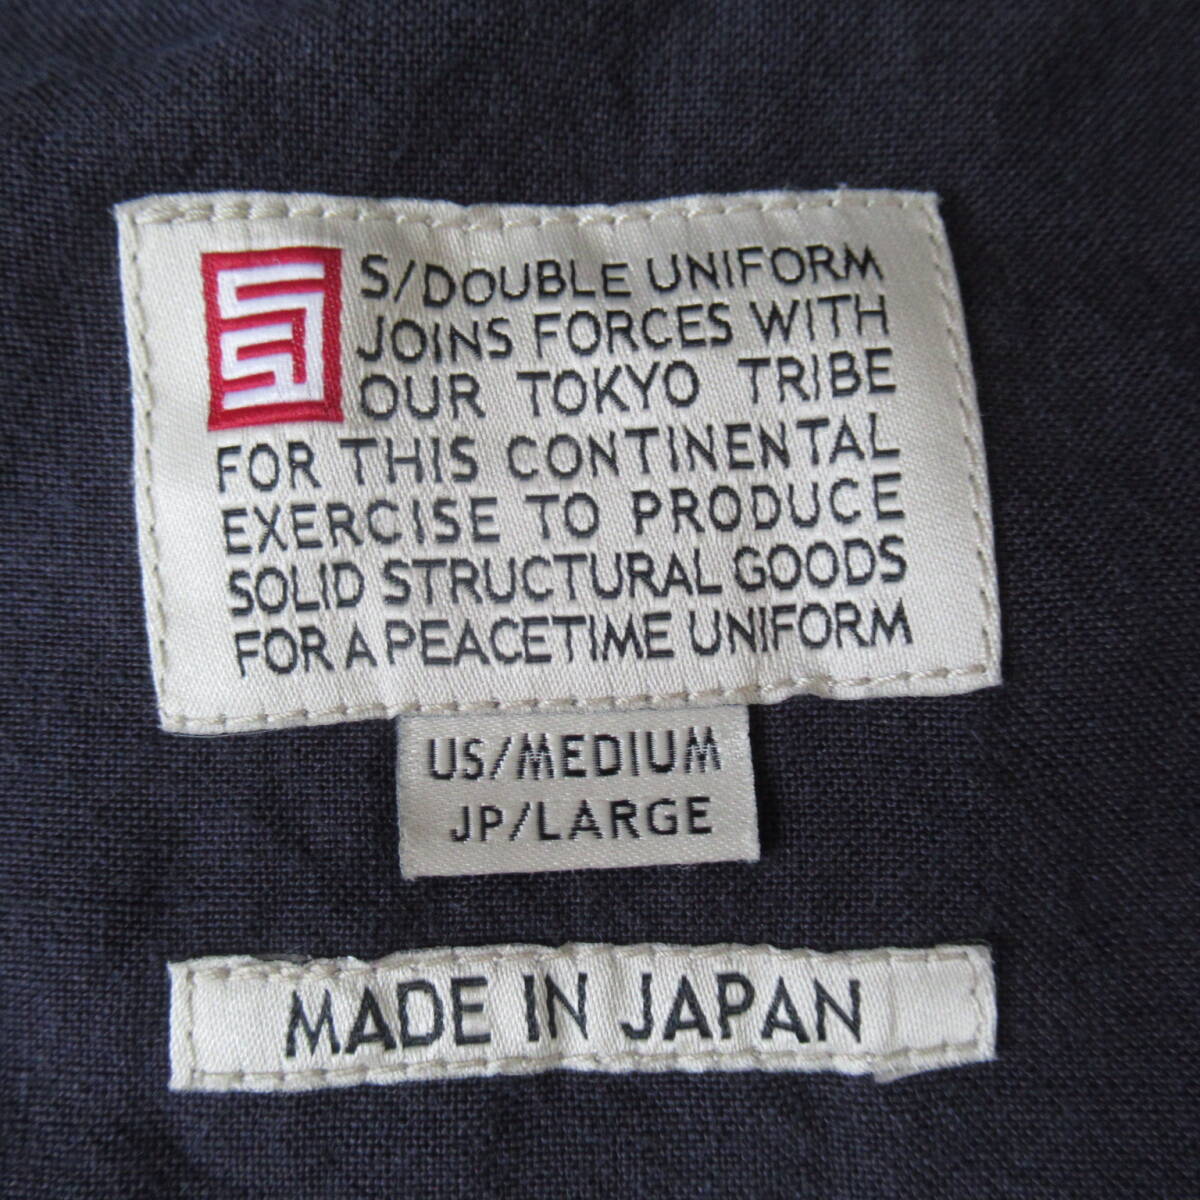 S/DOUBLE UNIFORM
JOINS FORCES WITH
OUR TOKYO TRIBE
FOR THIS CONTINENTAL
EXERCISE TO PRODUCE
SOLID STRUCTURAL GOODS
FOR A PEACETIME UNIFORM
US/MEDIUM
JP/LARGE
MADE IN JAPAN